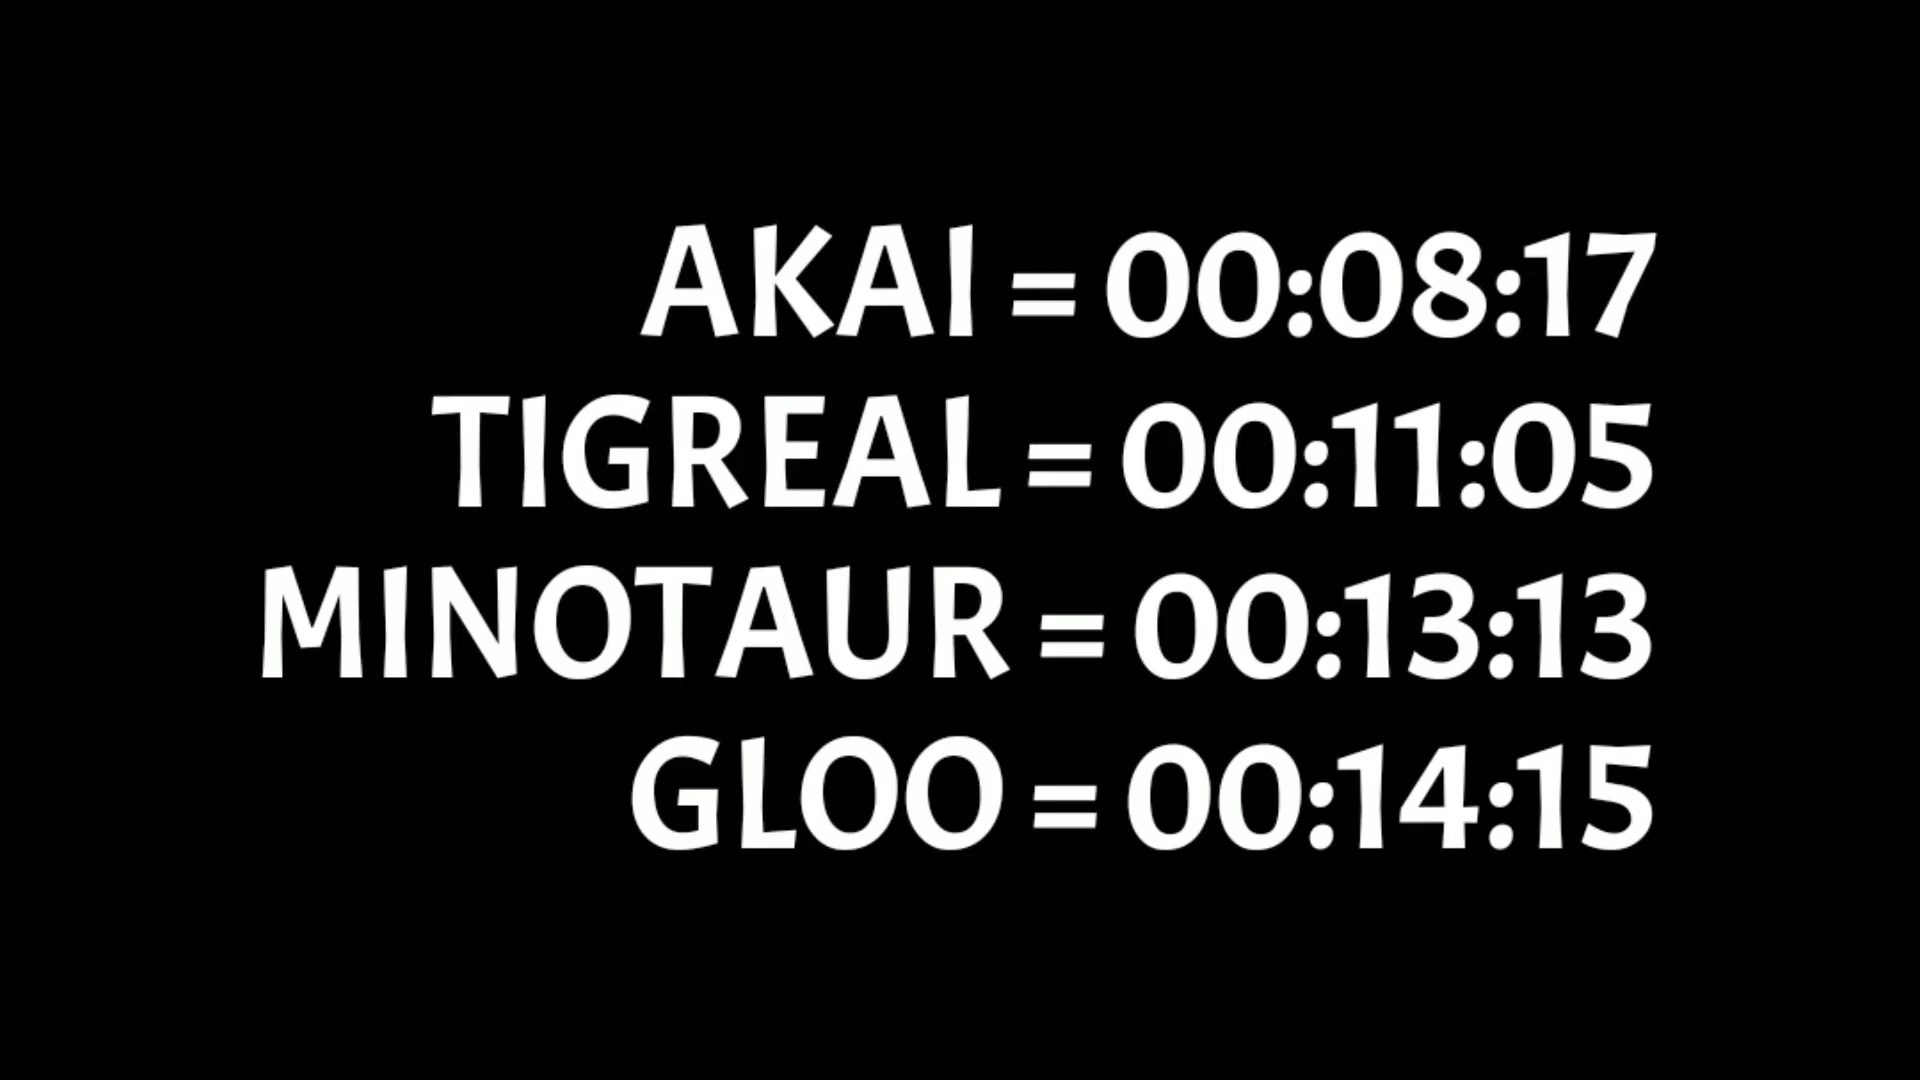 AKAI = 00:08:17
TIGREAL = 00:11:05
MINOTAUR = 00:13:13
GLOO = 00:14:15